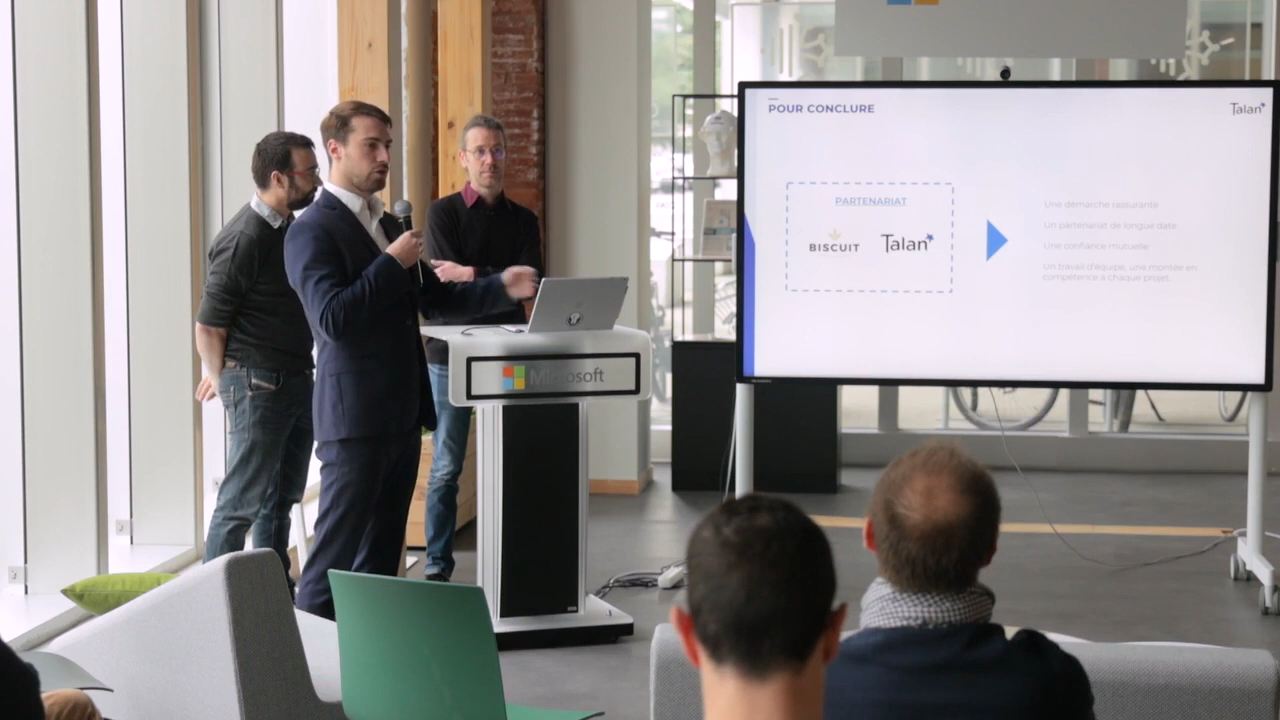 POUR CONCLURE
Talan
PARTENARIAT
BISCUIT
Talan
Une démarche rassurante
Un partenariat de longue date
Une confiance mutuelle
Un travail d'équipe, une montée en
compétence à chaque projet.
Microsoft